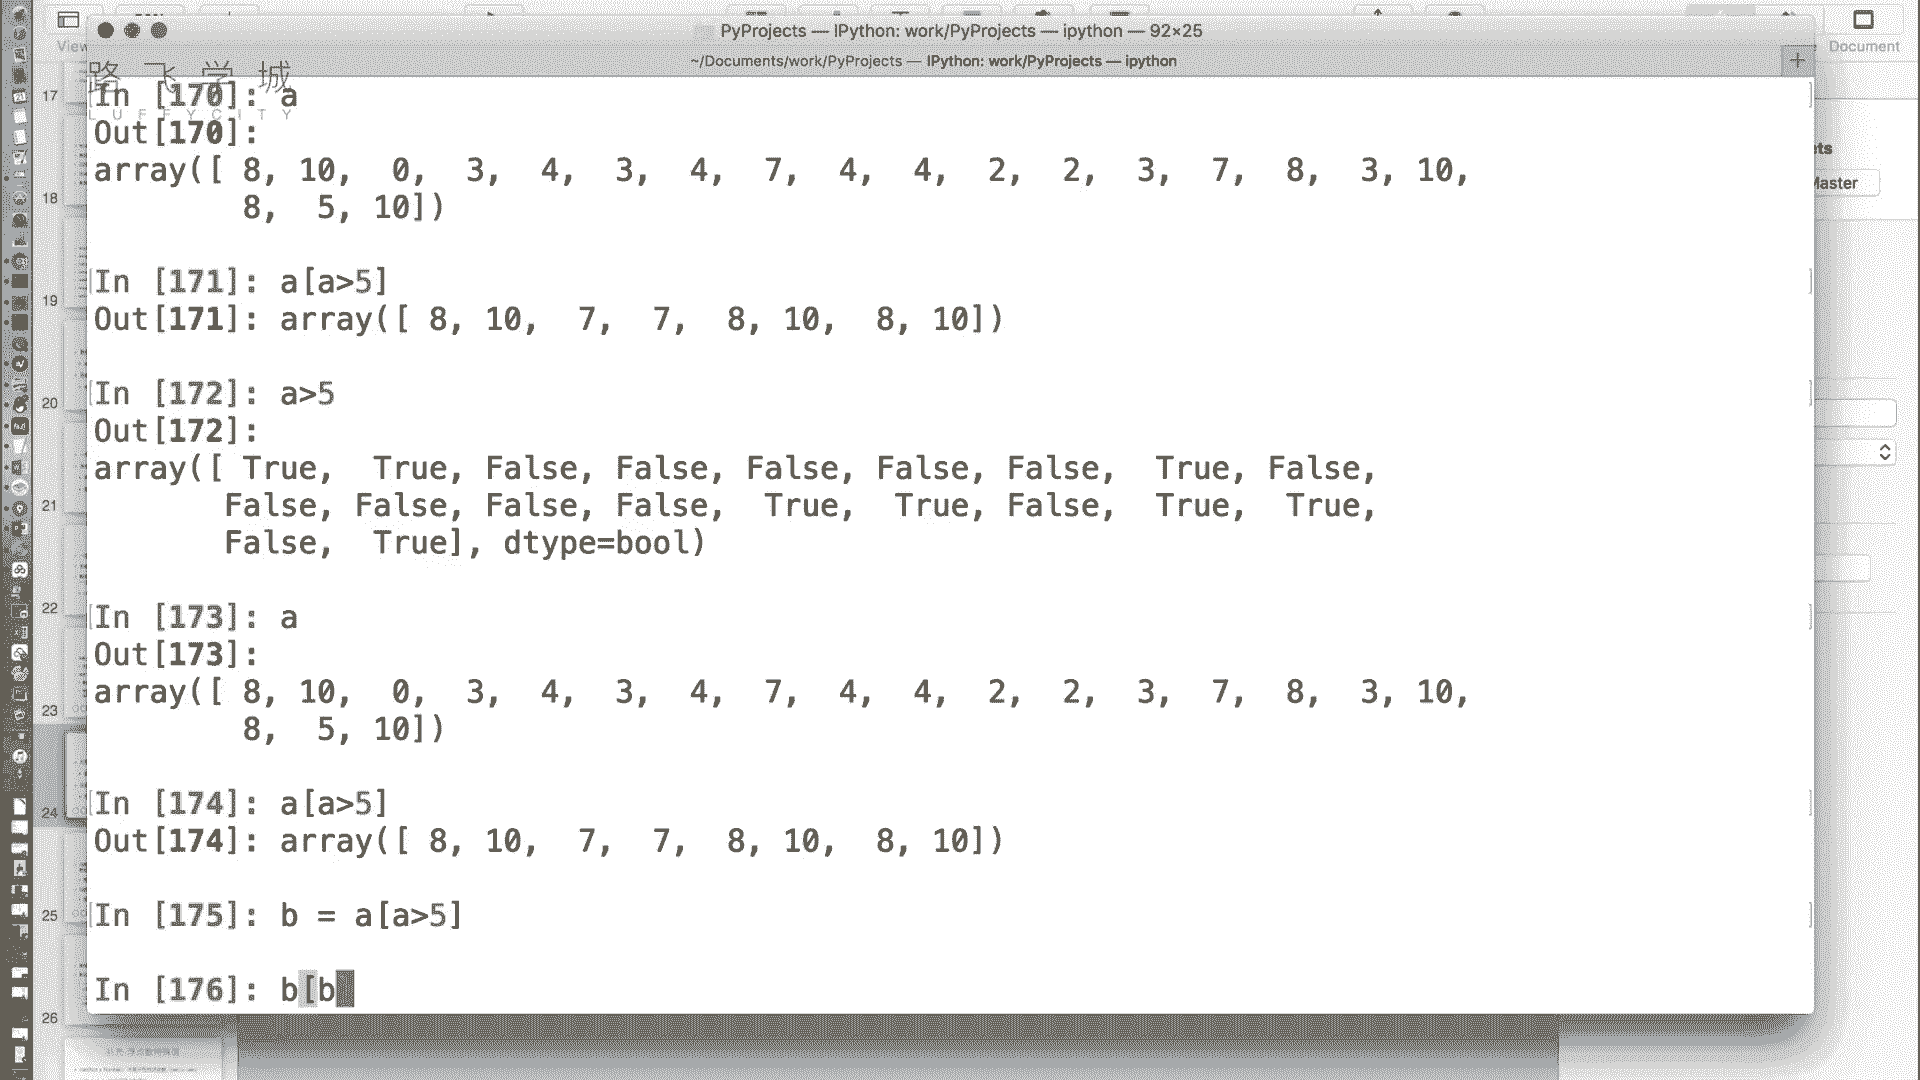 PyProjects — IPython: work/PyProjects — ipython — 92×25
View
Document
~/Documents/work/PyProjects — IPython: work/PyProjects — ipython
路飞学城
LUFFYCITY
In [170]: a
Out[170]:
array([ 8, 10,  0,  3,  4,  3,  4,  7,  4,  4,  2,  2,  3,  7,  8,  3, 10,
        8,  5, 10])
In [171]: a[a>5]
Out[171]: array([ 8, 10,  7,  7,  8, 10,  8, 10])
In [172]: a>5
Out[172]:
array([ True,  True, False, False, False, False, False,  True, False,
       False, False, False, False,  True,  True, False,  True,  True,
       False,  True], dtype=bool)
In [173]: a
Out[173]:
array([ 8, 10,  0,  3,  4,  3,  4,  7,  4,  4,  2,  2,  3,  7,  8,  3, 10,
        8,  5, 10])
In [174]: a[a>5]
Out[174]: array([ 8, 10,  7,  7,  8, 10,  8, 10])
In [175]: b = a[a>5]
In [176]: b[b
17
18
19
20
21
22
23
24
25
26
ets
Master